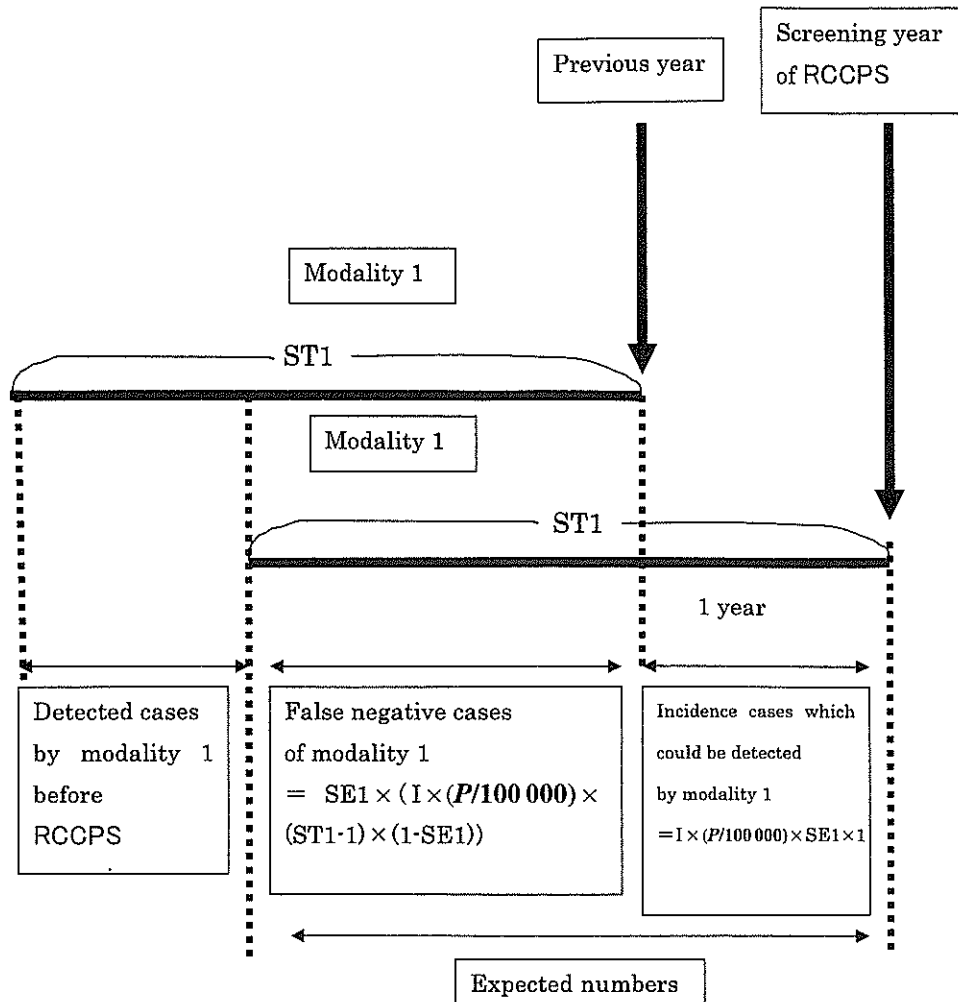 Previous year
Screening year
of RCCPS
Modality 1
ST1
Modality 1
ST1
1 year
Detected cases
by modality 1
before
RCCPS
False negative cases
of modality 1
= SE1×(I×(P/100 000)×
(ST1-1)×(1-SE1))
Incidence cases which
could be detected
by modality 1
=I×(P/100 000)×SE1×1
Expected numbers